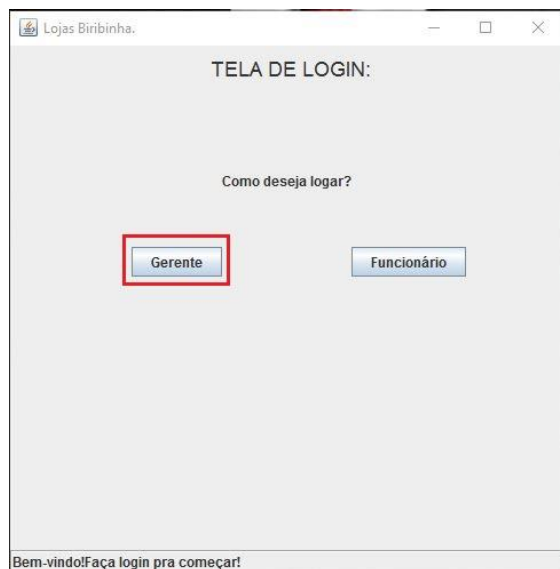 Lojas Biribinha.
TELA DE LOGIN:
Como deseja logar?
Gerente Funcionário
Bem-vindo!Faça login pra começar!